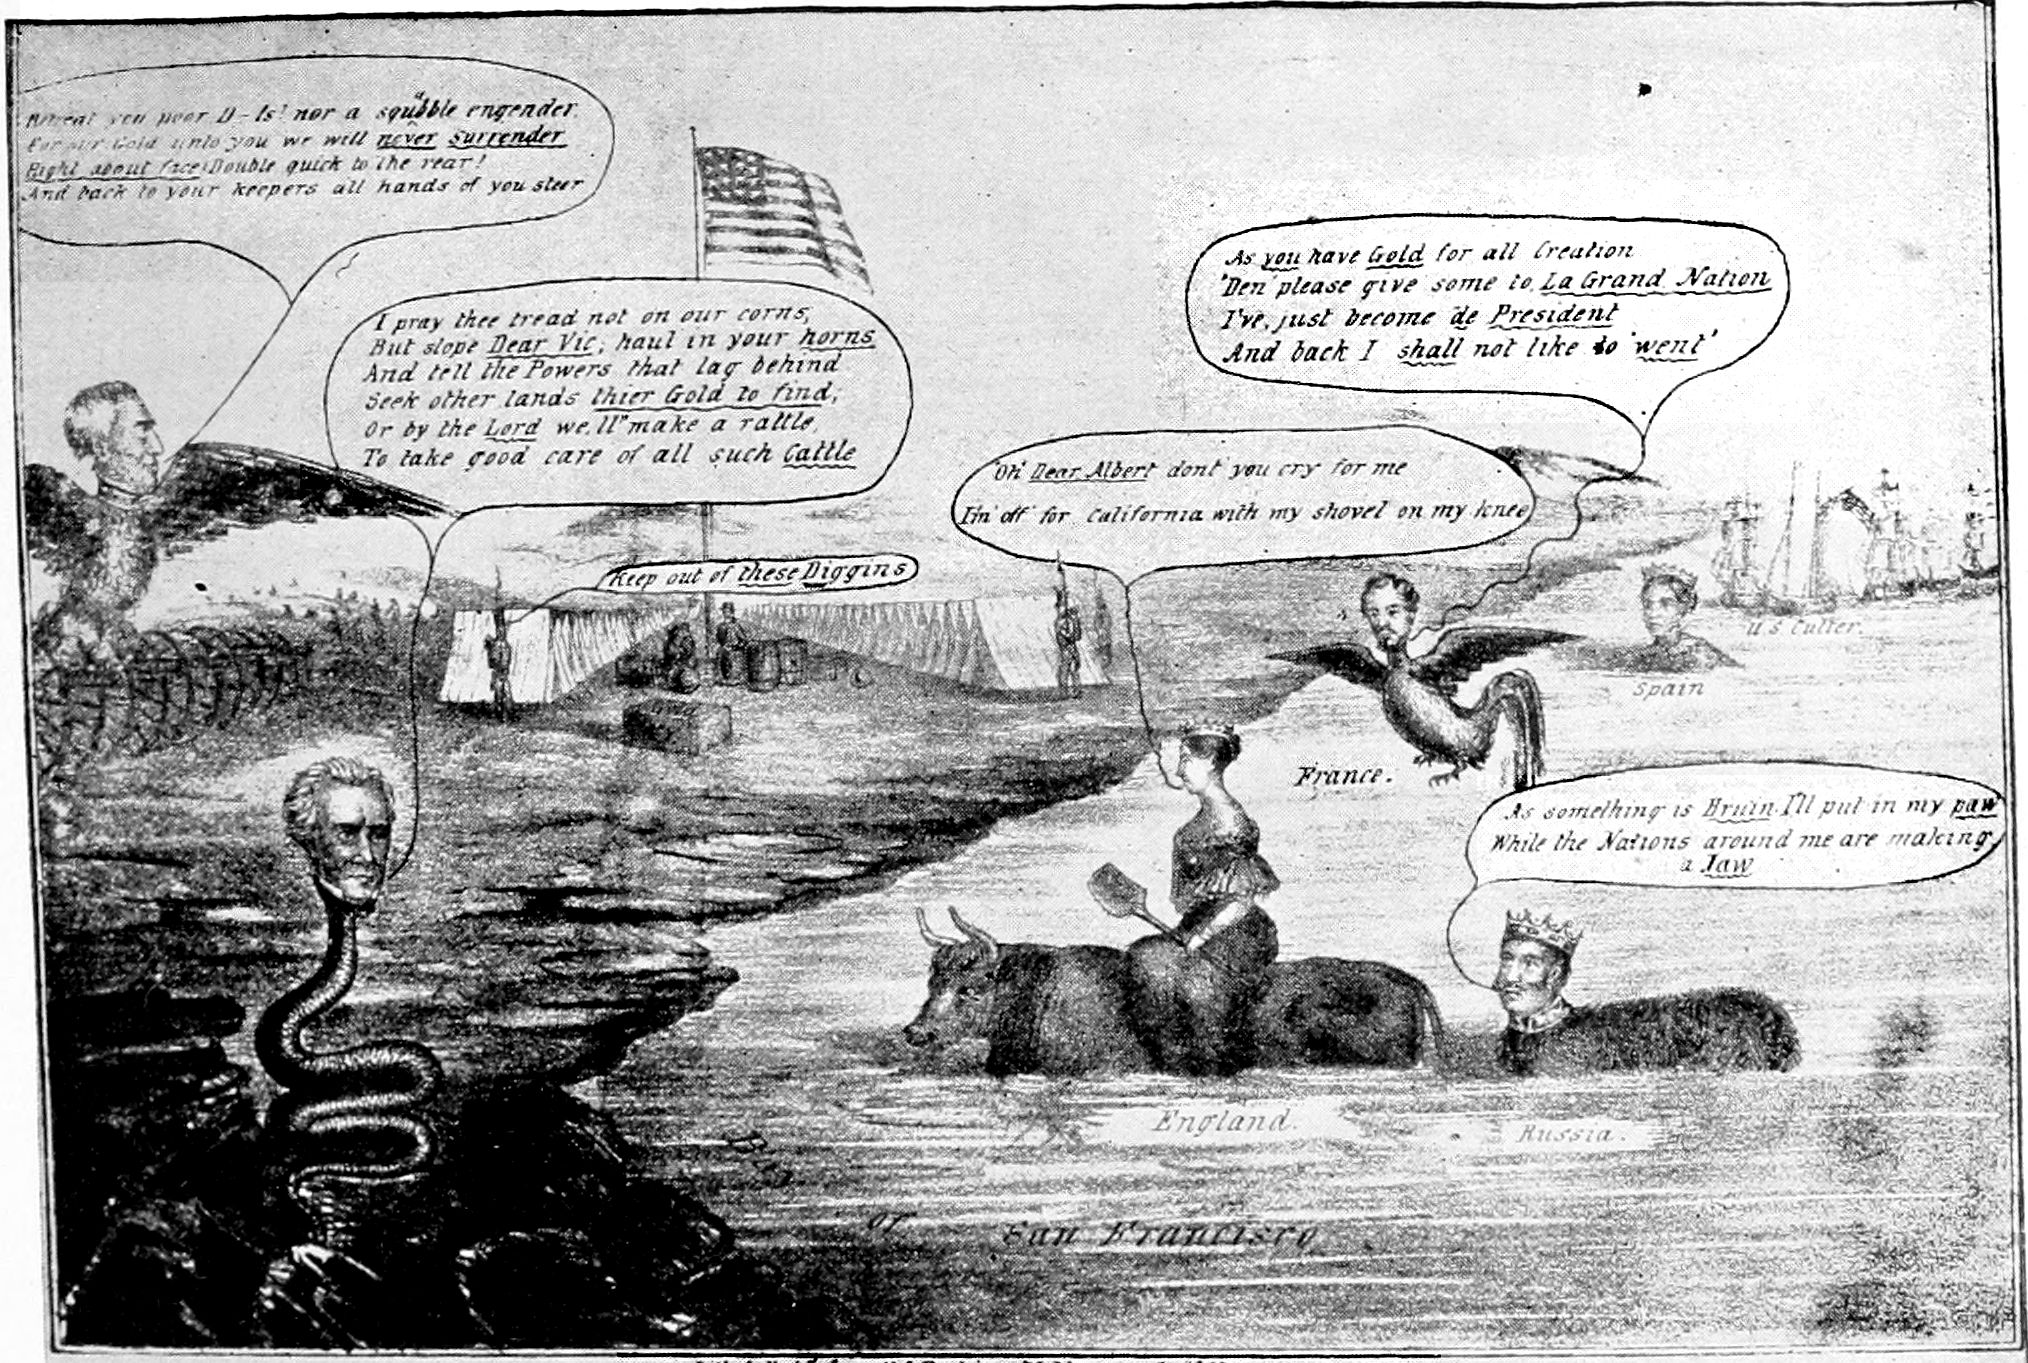 you poor D-ls! nor a squabble engender.
For our Gold unto you we will never surrender
Right about face! Double quick to the rear!
And back to your keepers all hands of you steer
I pray thee tread not on our corns,
But slope Dear Vic; haul in your horns
And tell the Powers that lag behind
Seek other lands thier Gold to find;
Or by the Lord we,ll" make a rattle
To take good care of all such Cattle
Keep out of these Diggins
As you have Gold for all Creation
'Den please give some to La Grand Nation
I've, just become de President
And back I shall not like to 'went'
'Oh' Dear Albert dont' you cry for me
I'm' off' for California with my shovel on my knee
U S Cutter.
Spain
France.
As something is Bruin I'll put in my paw
While the Nations around me are making
a Jaw
England.
Russia.
or San Francisco